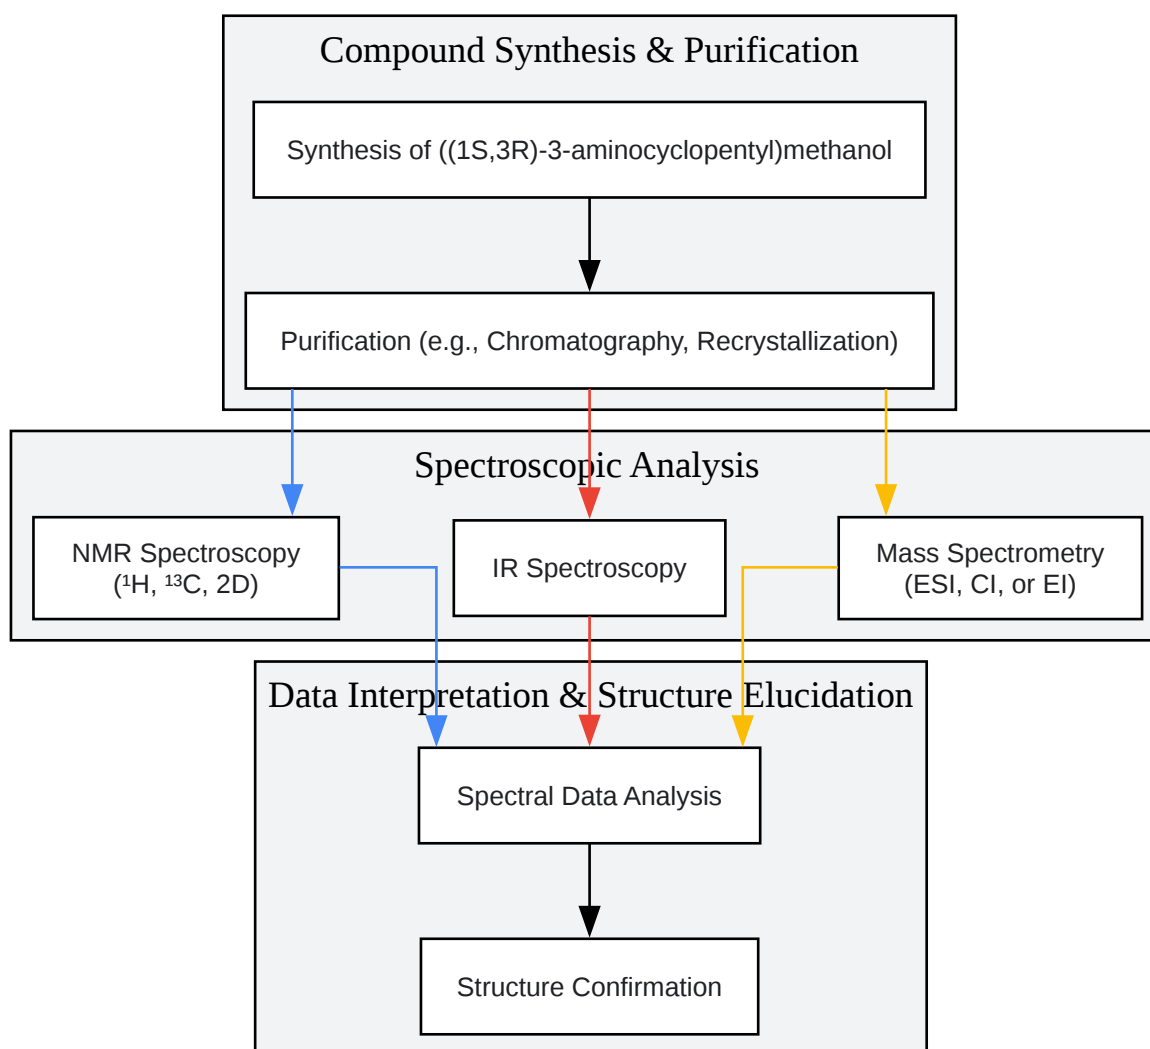 Compound Synthesis & Purification
Synthesis of ((1S,3R)-3-aminocyclopentyl)methanol
Purification (e.g., Chromatography, Recrystallization)
Spectroscopic Analysis
NMR Spectroscopy
(¹H, ¹³C, 2D)
IR Spectroscopy
Mass Spectrometry
(ESI, CI, or EI)
Data Interpretation & Structure Elucidation
Spectral Data Analysis
Structure Confirmation